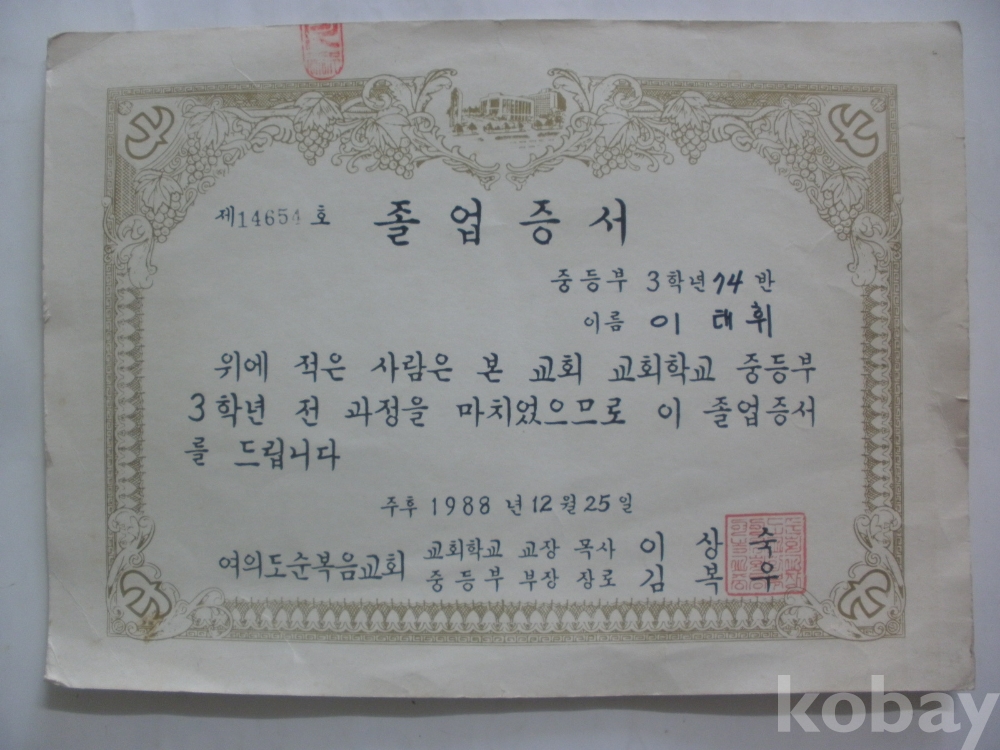 제14654호 졸업증서
중등부 3학년 14반
이름 이태휘
위에 적은 사람은 본 교회 교회학교 중등부
3학년 전 과정을 마치었으므로 이 졸업증서
를 드립니다
주후 1988년 12월 25일
여의도순복음교회 교회학교 교장 목사 이상숙
중등부 부장 장로 김복우
kobay